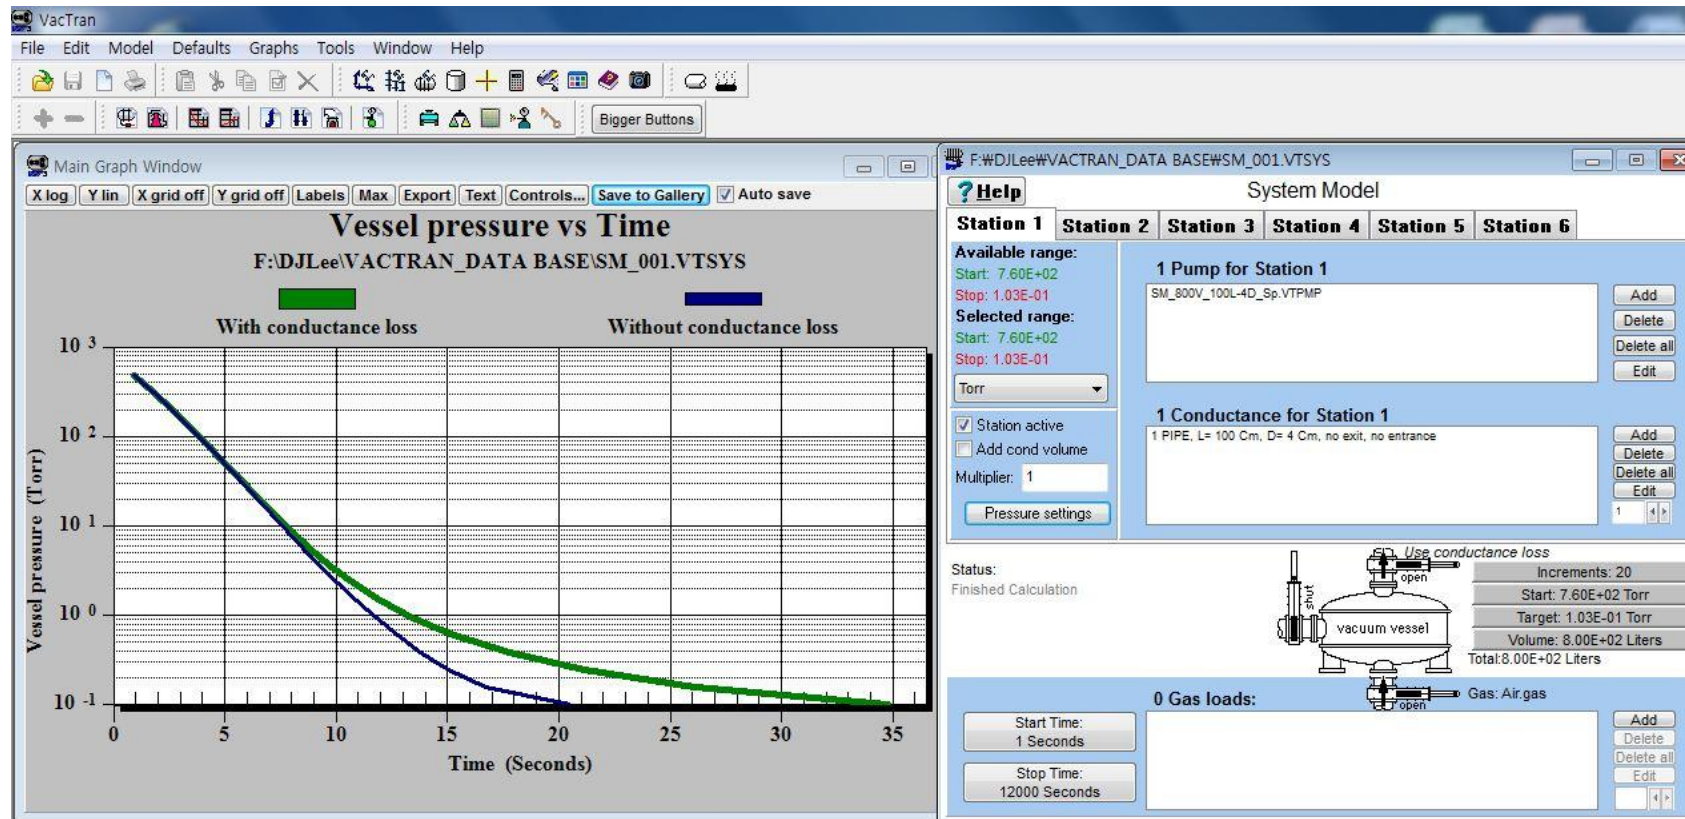 VacTran
File Edit Model Defaults Graphs Tools Window Help
Bigger Buttons
Main Graph Window
X log Y lin X grid off Y grid off Labels Max Export Text Controls... Save to Gallery Auto save
Vessel pressure vs Time
F:\DJLee\VACTRAN_DATA BASE\SM_001.VTSYS
With conductance loss Without conductance loss
Vessel pressure (Torr)
10 3
10 2
10 1
10 0
10 -1
0 5 10 15 20 25 30 35
Time (Seconds)
F:₩DJLee₩VACTRAN_DATA BASE₩SM_001.VTSYS
?Help System Model
Station 1 Station 2 Station 3 Station 4 Station 5 Station 6
Available range:
Start: 7.60E+02
Stop: 1.03E-01
Selected range:
Start: 7.60E+02
Stop: 1.03E-01
Torr
Station active
Add cond volume
Multiplier: 1
Pressure settings
1 Pump for Station 1
SM_800V_100L-4D_Sp.VTPMP
Add
Delete
Delete all
Edit
1 Conductance for Station 1
1 PIPE, L= 100 Cm, D= 4 Cm, no exit, no entrance
Add
Delete
Delete all
Edit
1
Status:
Finished Calculation
Use conductance loss
open
shut
vacuum vessel
open
Increments: 20
Start: 7.60E+02 Torr
Target: 1.03E-01 Torr
Volume: 8.00E+02 Liters
Total:8.00E+02 Liters
Gas: Air.gas
0 Gas loads:
Start Time:
1 Seconds
Stop Time:
12000 Seconds
Add
Delete
Delete all
Edit